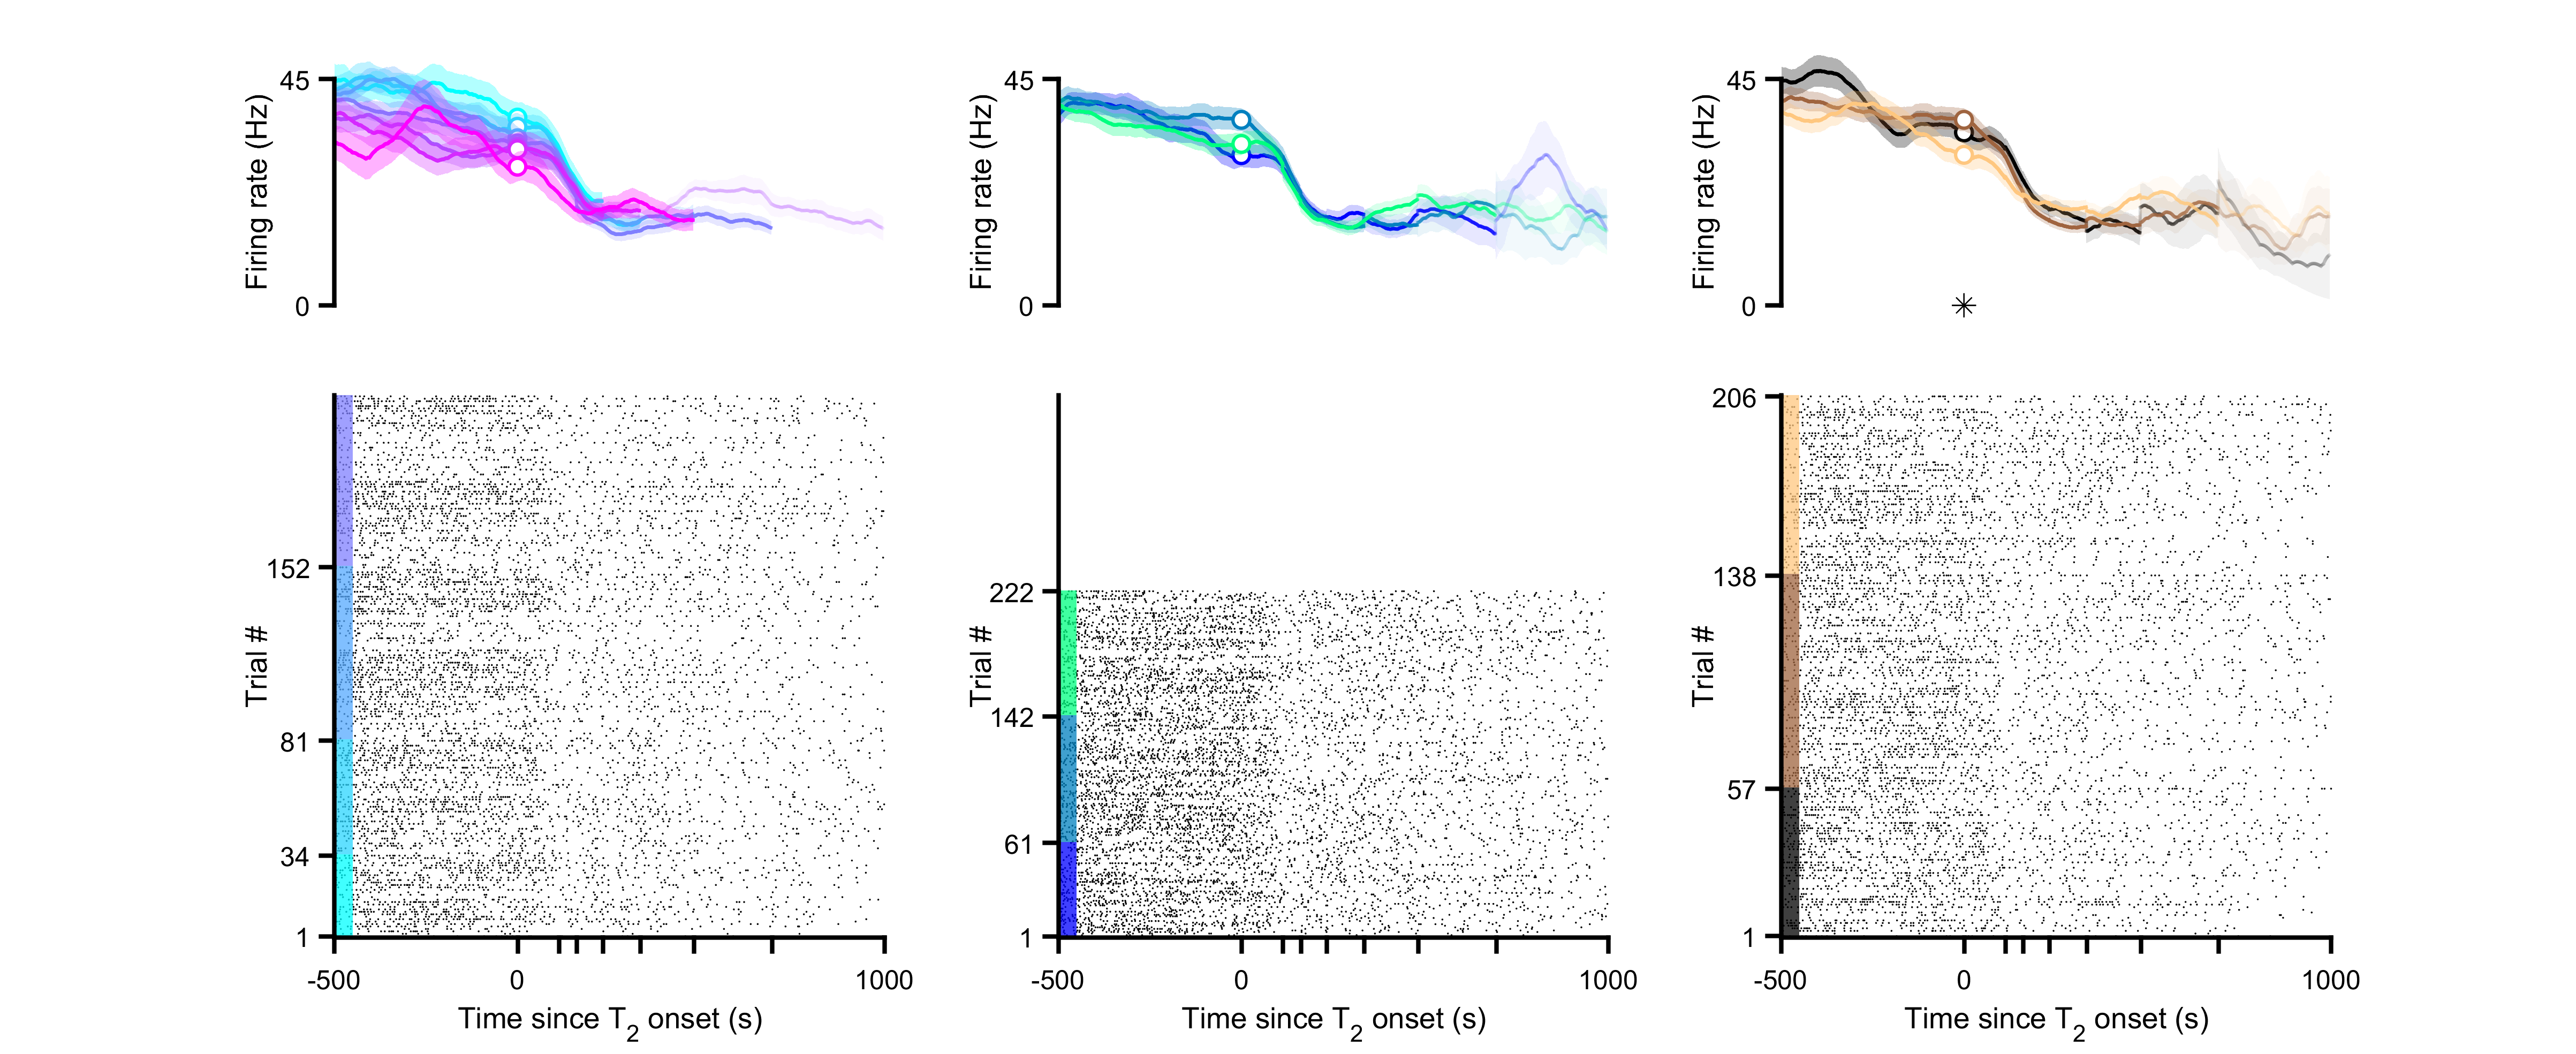 45
Firing rate (Hz)
0
45
Firing rate (Hz)
0
45
Firing rate (Hz)
0
152
81
34
1
Trial #
-500 0 1000
Time since T2 onset (s)
222
142
61
1
Trial #
-500 0 1000
Time since T2 onset (s)
206
138
57
1
Trial #
-500 0 1000
Time since T2 onset (s)